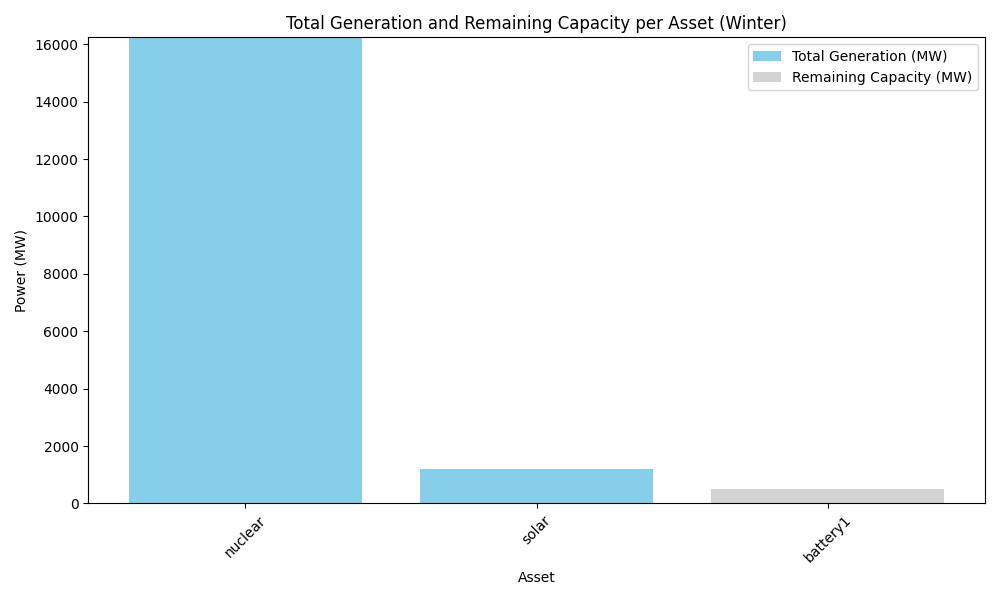 Total Generation and Remaining Capacity per Asset (Winter)
Total Generation (MW)
Remaining Capacity (MW)
16000
14000
12000
10000
8000
6000
4000
2000
0
Power (MW)
nuclear
solar
battery1
Asset